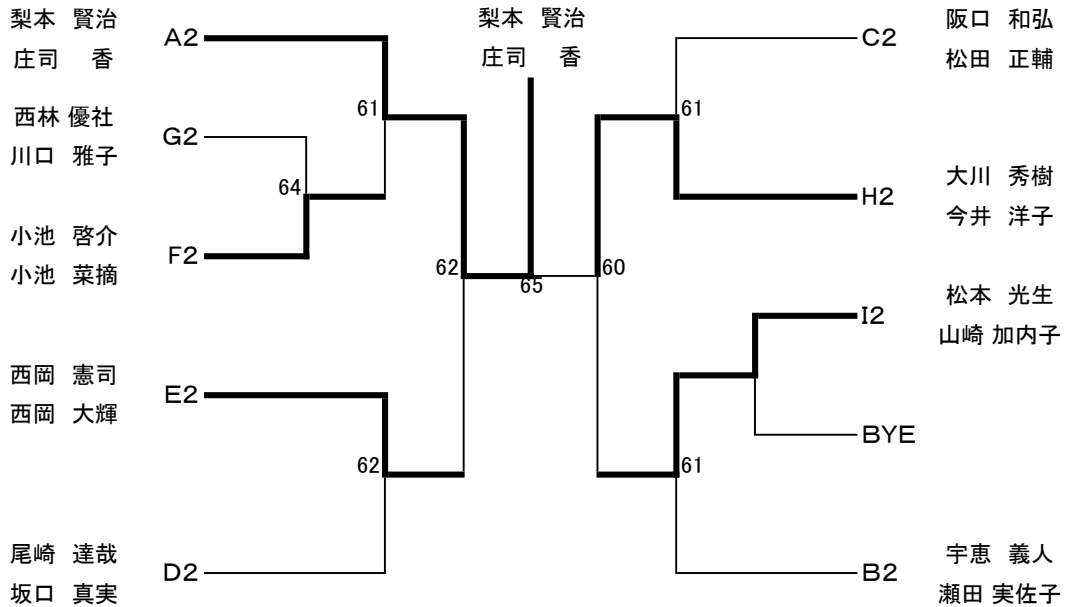 梨本 賢治
庄司 香
A2
西林 優社
川口 雅子
G2
小池 啓介
小池 菜摘
F2
西岡 憲司
西岡 大輝
E2
尾崎 達哉
坂口 真実
D2
61
64
62
62
梨本 賢治
庄司 香
65
60
61
61
C2
阪口 和弘
松田 正輔
H2
大川 秀樹
今井 洋子
I2
松本 光生
山崎 加内子
BYE
B2
宇恵 義人
瀬田 実佐子